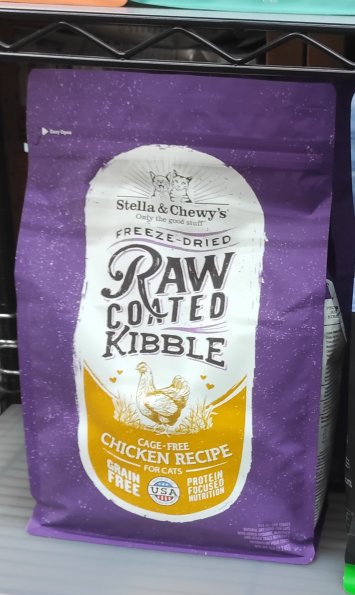 Easy Open
Stella & Chewy's
Only the good stuff
FREEZE-DRIED
RAW
COATED
KIBBLE
CAGE-FREE
CHICKEN RECIPE
FOR CATS
GRAIN
FREE
USA
PROTEIN
FOCUSED
NUTRITION